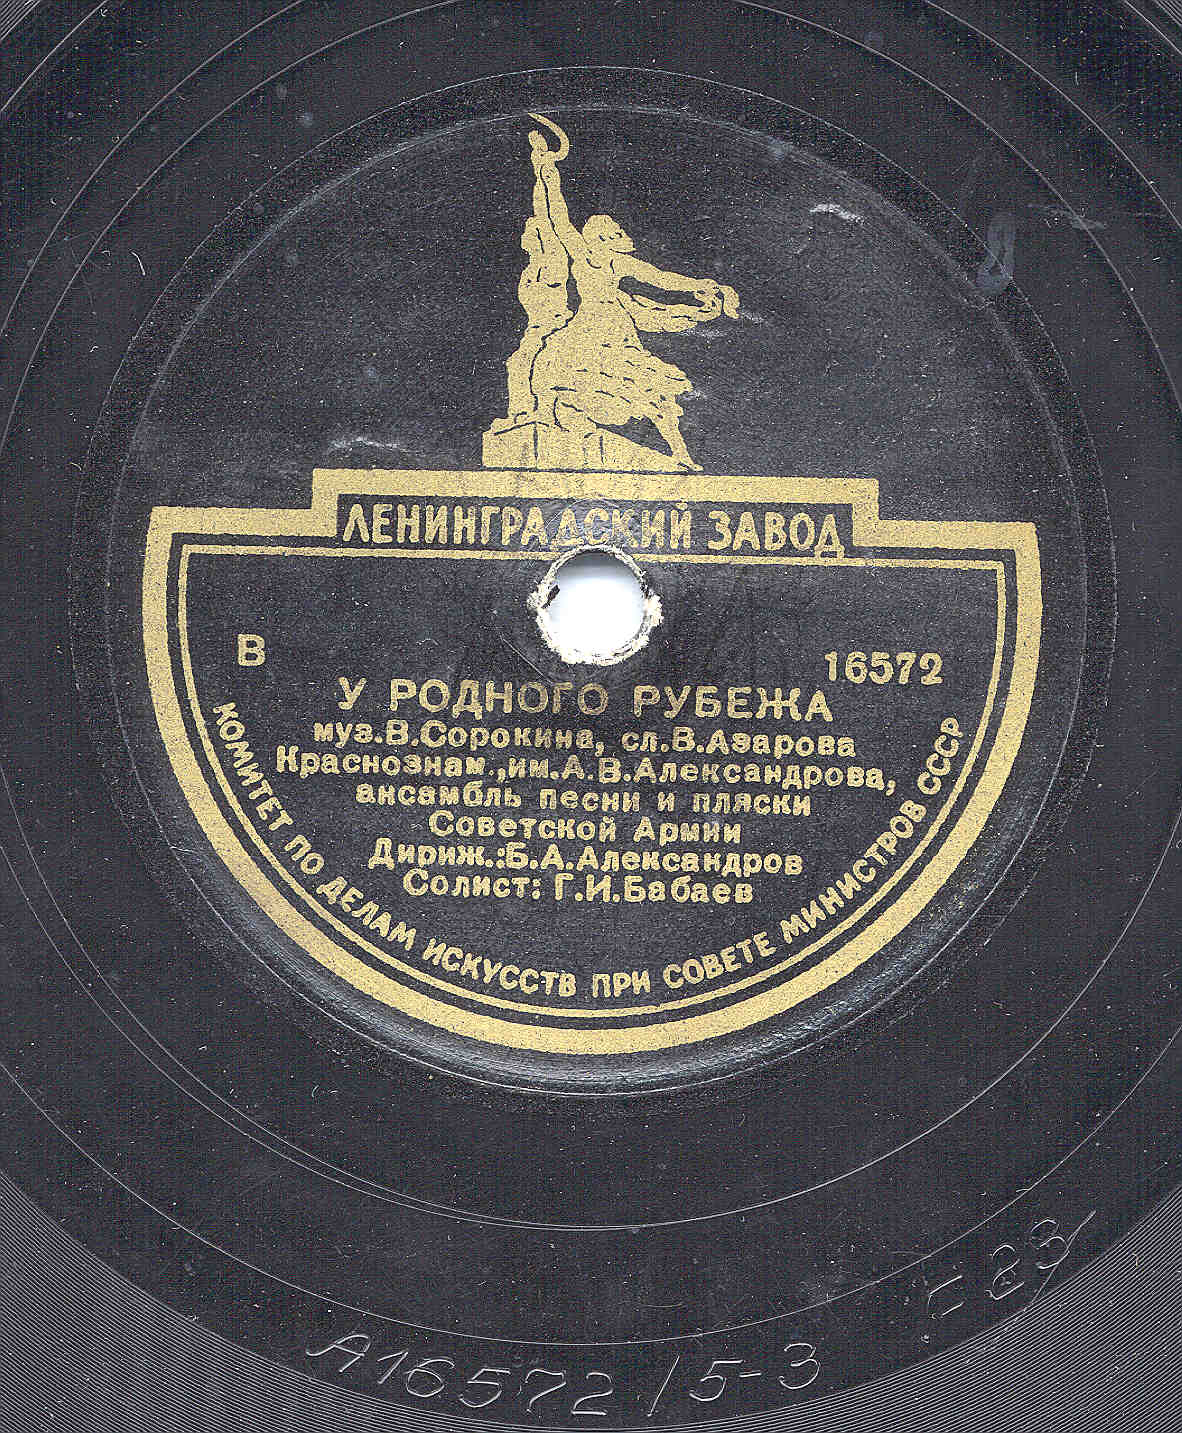 ЛЕНИНГРАДСКИЙ ЗАВОД
В
16572
У РОДНОГО РУБЕЖА
муз.В.Сорокина, сл.В.Азарова
Краснознам.,им.А.В.Александрова,
ансамбль песни и пляски
Советской Армии
Дириж.:Б.А.Александров
Солист: Г.И.Бабаев
КОМИТЕТ ПО ДЕЛАМ ИСКУССТВ ПРИ СОВЕТЕ МИНИСТРОВ СССР
А16572/5-3